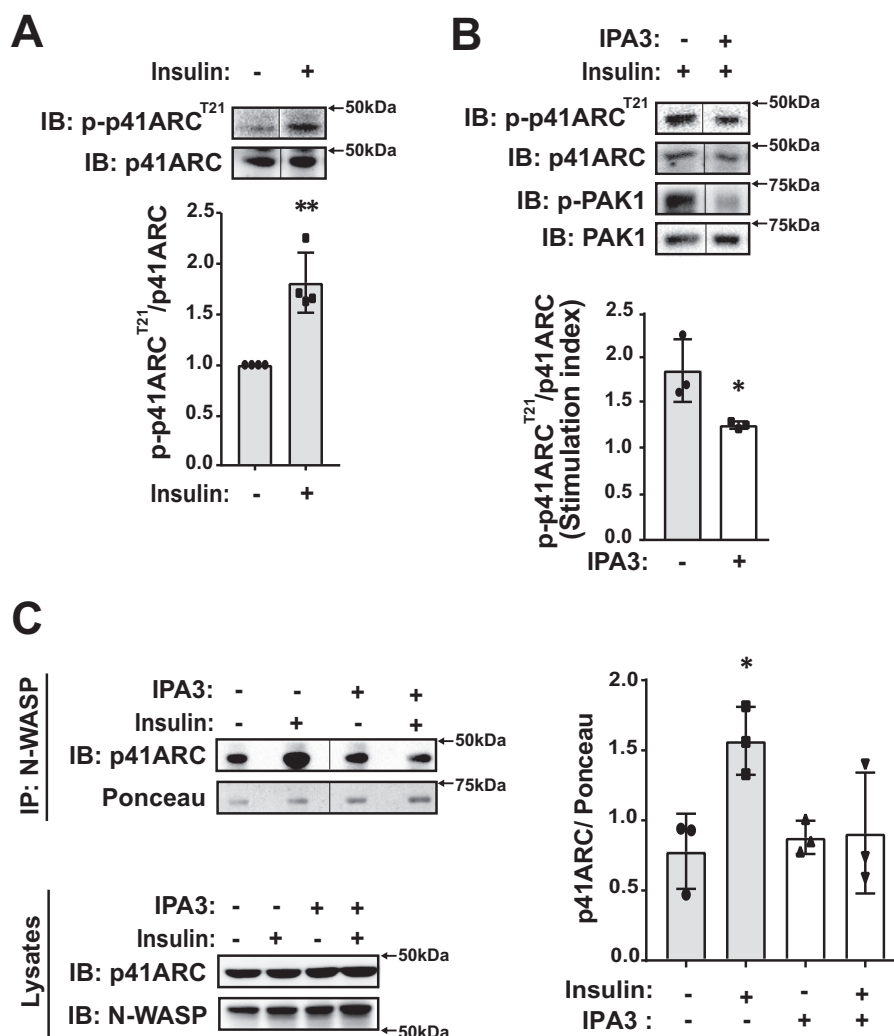 A
Insulin: - +
IB: p-p41ARC^T21 ←50kDa
IB: p41ARC ←50kDa
p-p41ARC^T21/p41ARC
2.5
2.0
1.5
1.0
0.5
0.0
**
Insulin: - +
B
IPA3: - +
Insulin: + +
IB: p-p41ARC^T21 ←50kDa
IB: p41ARC ←50kDa
IB: p-PAK1 ←75kDa
IB: PAK1 ←75kDa
p-p41ARC^T21/p41ARC
(Stimulation index)
2.5
2.0
1.5
1.0
0.0
*
IPA3: - +
C
IP: N-WASP
IPA3: - - + +
Insulin: - + - +
IB: p41ARC ←50kDa
Ponceau ←75kDa
Lysates
IPA3: - - + +
Insulin: - + - +
IB: p41ARC ←50kDa
IB: N-WASP ←50kDa
p41ARC/ Ponceau
2.0
1.0
0.5
0.0
*
Insulin: - + - +
IPA3 : - - + +